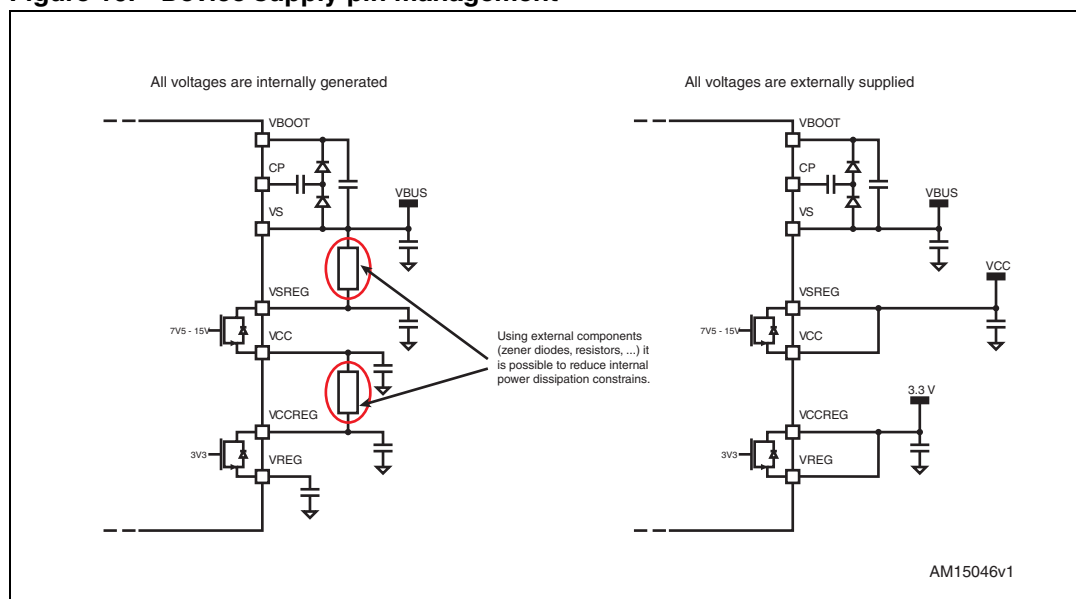 All voltages are internally generated
VBOOT
CP
VBUS
VS
VSREG
7V5 - 15V
VCC
VCCREG
3V3
VREG
Using external components
(zener diodes, resistors, ...) it
is possible to reduce internal
power dissipation constrains.
All voltages are externally supplied
VBOOT
CP
VBUS
VS
VCC
VSREG
7V5 - 15V
VCC
3.3 V
VCCREG
3V3
VREG
AM15046v1